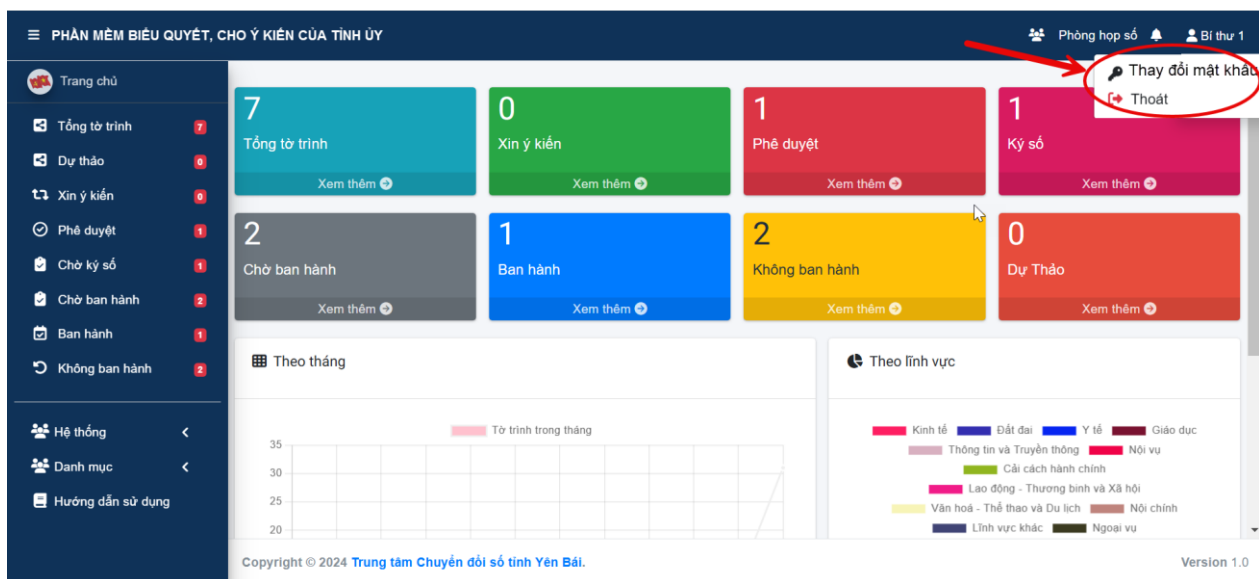 PHẦN MỀM BIỂU QUYẾT, CHO Ý KIẾN CỦA TỈNH ỦY
Phòng họp số
Bí thư 1
Thay đổi mật khẩu
Thoát
Trang chủ
Tổng tờ trình 7
Dự thảo 0
Xin ý kiến 0
Phê duyệt 1
Chờ ký số 1
Chờ ban hành 2
Ban hành 1
Không ban hành 2
Hệ thống
Danh mục
Hướng dẫn sử dụng
7
Tổng tờ trình
Xem thêm
0
Xin ý kiến
Xem thêm
1
Phê duyệt
Xem thêm
1
Ký số
Xem thêm
2
Chờ ban hành
Xem thêm
1
Ban hành
Xem thêm
2
Không ban hành
Xem thêm
0
Dự Thảo
Xem thêm
Theo tháng
Tờ trình trong tháng
35
30
25
20
Theo lĩnh vực
Kinh tế Đất đai Y tế Giáo dục
Thông tin và Truyền thông Nội vụ
Cải cách hành chính
Lao động - Thương binh và Xã hội
Văn hoá - Thể thao và Du lịch Nội chính
Lĩnh vực khác Ngoại vụ
Copyright © 2024 Trung tâm Chuyển đổi số tỉnh Yên Bái.
Version 1.0